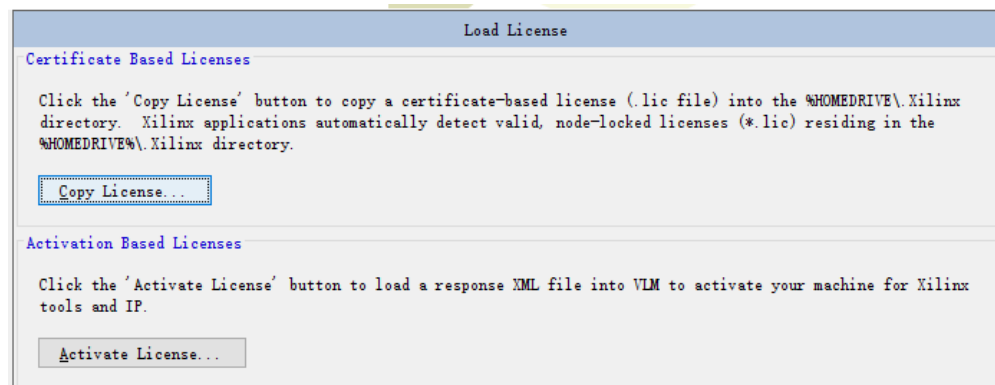 Load License
Certificate Based Licenses
Click the 'Copy License' button to copy a certificate-based license (.lic file) into the %HOMEDRIVE\.Xilinx
directory.  Xilinx applications automatically detect valid, node-locked licenses (*.lic) residing in the
%HOMEDRIVE%\.Xilinx directory.
Copy License...
Activation Based Licenses
Click the 'Activate License' button to load a response XML file into VLM to activate your machine for Xilinx
tools and IP.
Activate License...